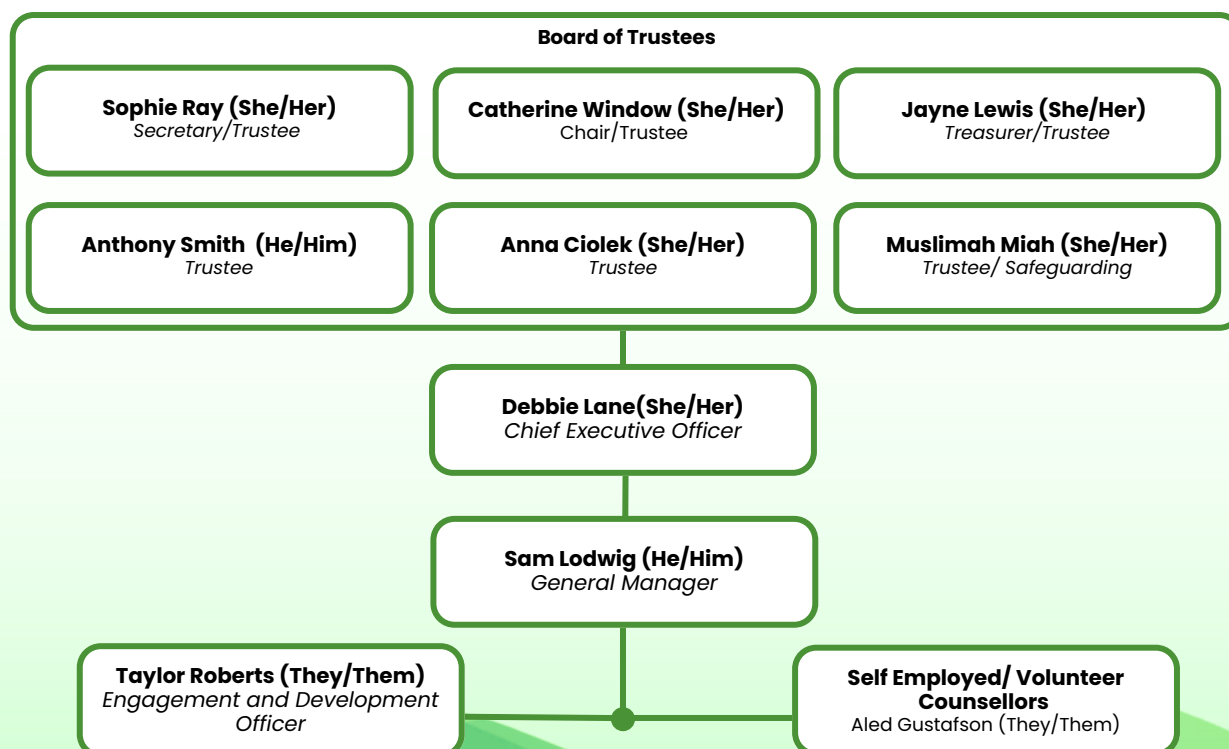 Board of Trustees
Sophie Ray (She/Her)
Secretary/Trustee
Catherine Window (She/Her)
Chair/Trustee
Jayne Lewis (She/Her)
Treasurer/Trustee
Anthony Smith  (He/Him)
Trustee
Anna Ciolek (She/Her)
Trustee
Muslimah Miah (She/Her)
Trustee/ Safeguarding
Debbie Lane(She/Her)
Chief Executive Officer
Sam Lodwig (He/Him)
General Manager
Taylor Roberts (They/Them)
Engagement and Development
Officer
Self Employed/ Volunteer
Counsellors
Aled Gustafson (They/Them)